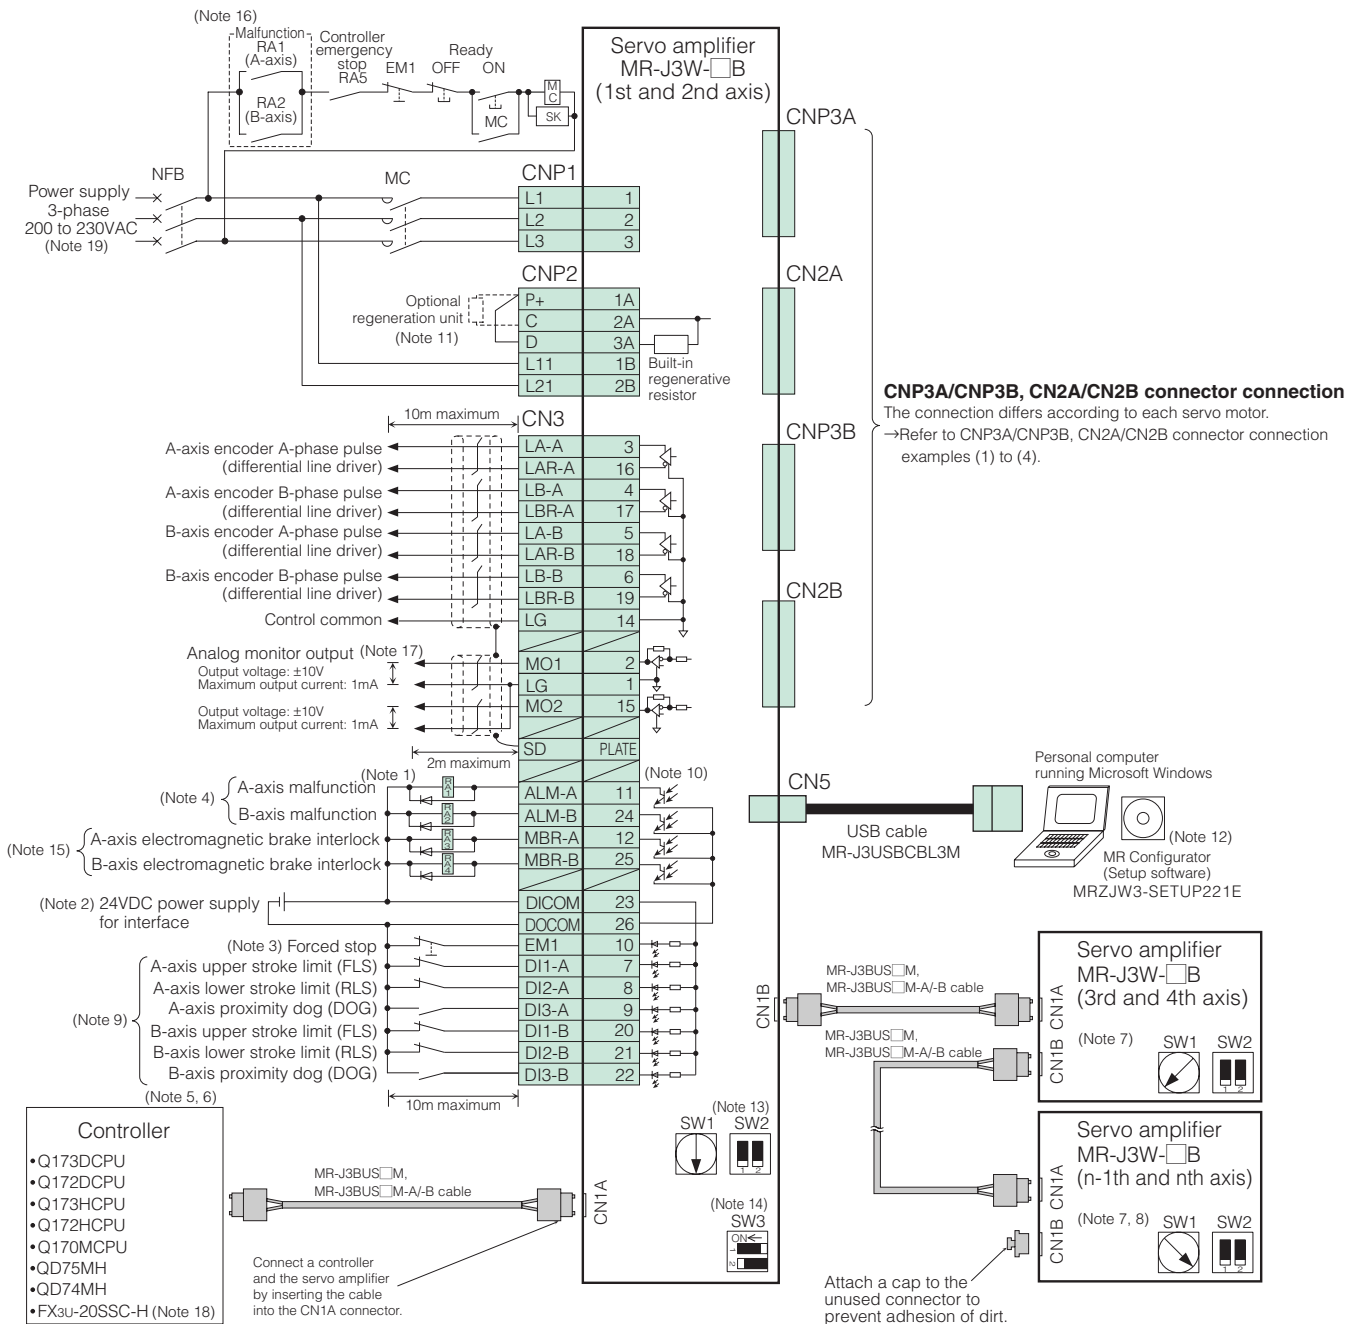 (Note 16)
Malfunction
RA1
(A-axis)
RA2
(B-axis)
Controller
emergency
stop
RA5
EM1
OFF
Ready
ON
MC
M
C
SK
Servo amplifier
MR-J3W-□B
(1st and 2nd axis)
NFB
MC
Power supply
3-phase
200 to 230VAC
(Note 19)
CNP1
L1 1
L2 2
L3 3
CNP2
Optional
regeneration unit
(Note 11)
P+ 1A
C 2A
D 3A
L11 1B
L21 2B
Built-in
regenerative
resistor
10m maximum
CN3
A-axis encoder A-phase pulse
(differential line driver)
A-axis encoder B-phase pulse
(differential line driver)
B-axis encoder A-phase pulse
(differential line driver)
B-axis encoder B-phase pulse
(differential line driver)
Control common
LA-A 3
LAR-A 16
LB-A 4
LBR-A 17
LA-B 5
LAR-B 18
LB-B 6
LBR-B 19
LG 14
Analog monitor output (Note 17)
Output voltage: ±10V
Maximum output current: 1mA
Output voltage: ±10V
Maximum output current: 1mA
MO1 2
LG 1
MO2 15
SD PLATE
2m maximum
(Note 1)
(Note 10)
(Note 4)
A-axis malfunction
B-axis malfunction
(Note 15)
A-axis electromagnetic brake interlock
B-axis electromagnetic brake interlock
RA1
RA2
RA3
RA4
ALM-A 11
ALM-B 24
MBR-A 12
MBR-B 25
(Note 2) 24VDC power supply
for interface
DICOM 23
DOCOM 26
(Note 3) Forced stop
EM1 10
(Note 9)
A-axis upper stroke limit (FLS)
A-axis lower stroke limit (RLS)
A-axis proximity dog (DOG)
B-axis upper stroke limit (FLS)
B-axis lower stroke limit (RLS)
B-axis proximity dog (DOG)
DI1-A 7
DI2-A 8
DI3-A 9
DI1-B 20
DI2-B 21
DI3-B 22
10m maximum
(Note 5, 6)
Controller
•Q173DCPU
•Q172DCPU
•Q173HCPU
•Q172HCPU
•Q170MCPU
•QD75MH
•QD74MH
•FX3U-20SSC-H (Note 18)
MR-J3BUS□M,
MR-J3BUS□M-A/-B cable
CN1A
Connect a controller
and the servo amplifier
by inserting the cable
into the CN1A connector.
(Note 13)
SW1 SW2
1 2
(Note 14)
SW3
ON←
1
2
CNP3A
CN2A
CNP3B
CN2B
CNP3A/CNP3B, CN2A/CN2B connector connection
The connection differs according to each servo motor.
→Refer to CNP3A/CNP3B, CN2A/CN2B connector connection
examples (1) to (4).
CN5
USB cable
MR-J3USBCBL3M
Personal computer
running Microsoft Windows
(Note 12)
MR Configurator
(Setup software)
MRZJW3-SETUP221E
CN1B
MR-J3BUS□M,
MR-J3BUS□M-A/-B cable
MR-J3BUS□M,
MR-J3BUS□M-A/-B cable
CN1A
CN1B
Servo amplifier
MR-J3W-□B
(3rd and 4th axis)
(Note 7)
SW1 SW2
1 2
CN1A
CN1B
Servo amplifier
MR-J3W-□B
(n-1th and nth axis)
(Note 7, 8)
SW1 SW2
1 2
Attach a cap to the
unused connector to
prevent adhesion of dirt.